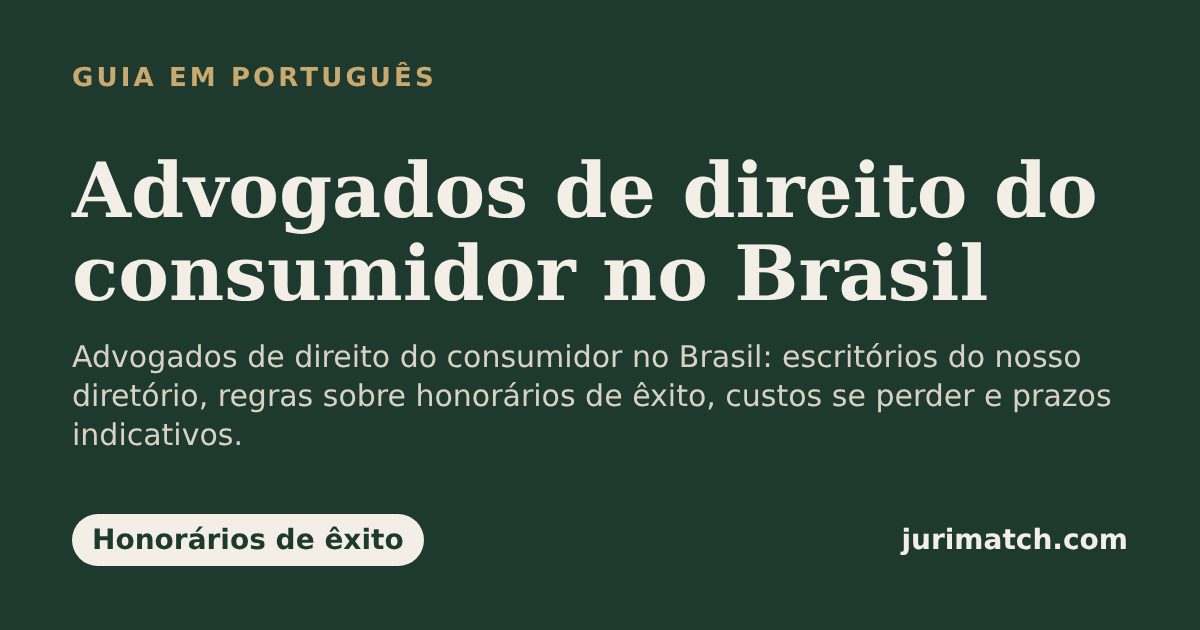 GUIA EM PORTUGUÊS
Advogados de direito do
consumidor no Brasil
Advogados de direito do consumidor no Brasil: escritórios do nosso
diretório, regras sobre honorários de êxito, custos se perder e prazos
indicativos.
Honorários de êxito
jurimatch.com